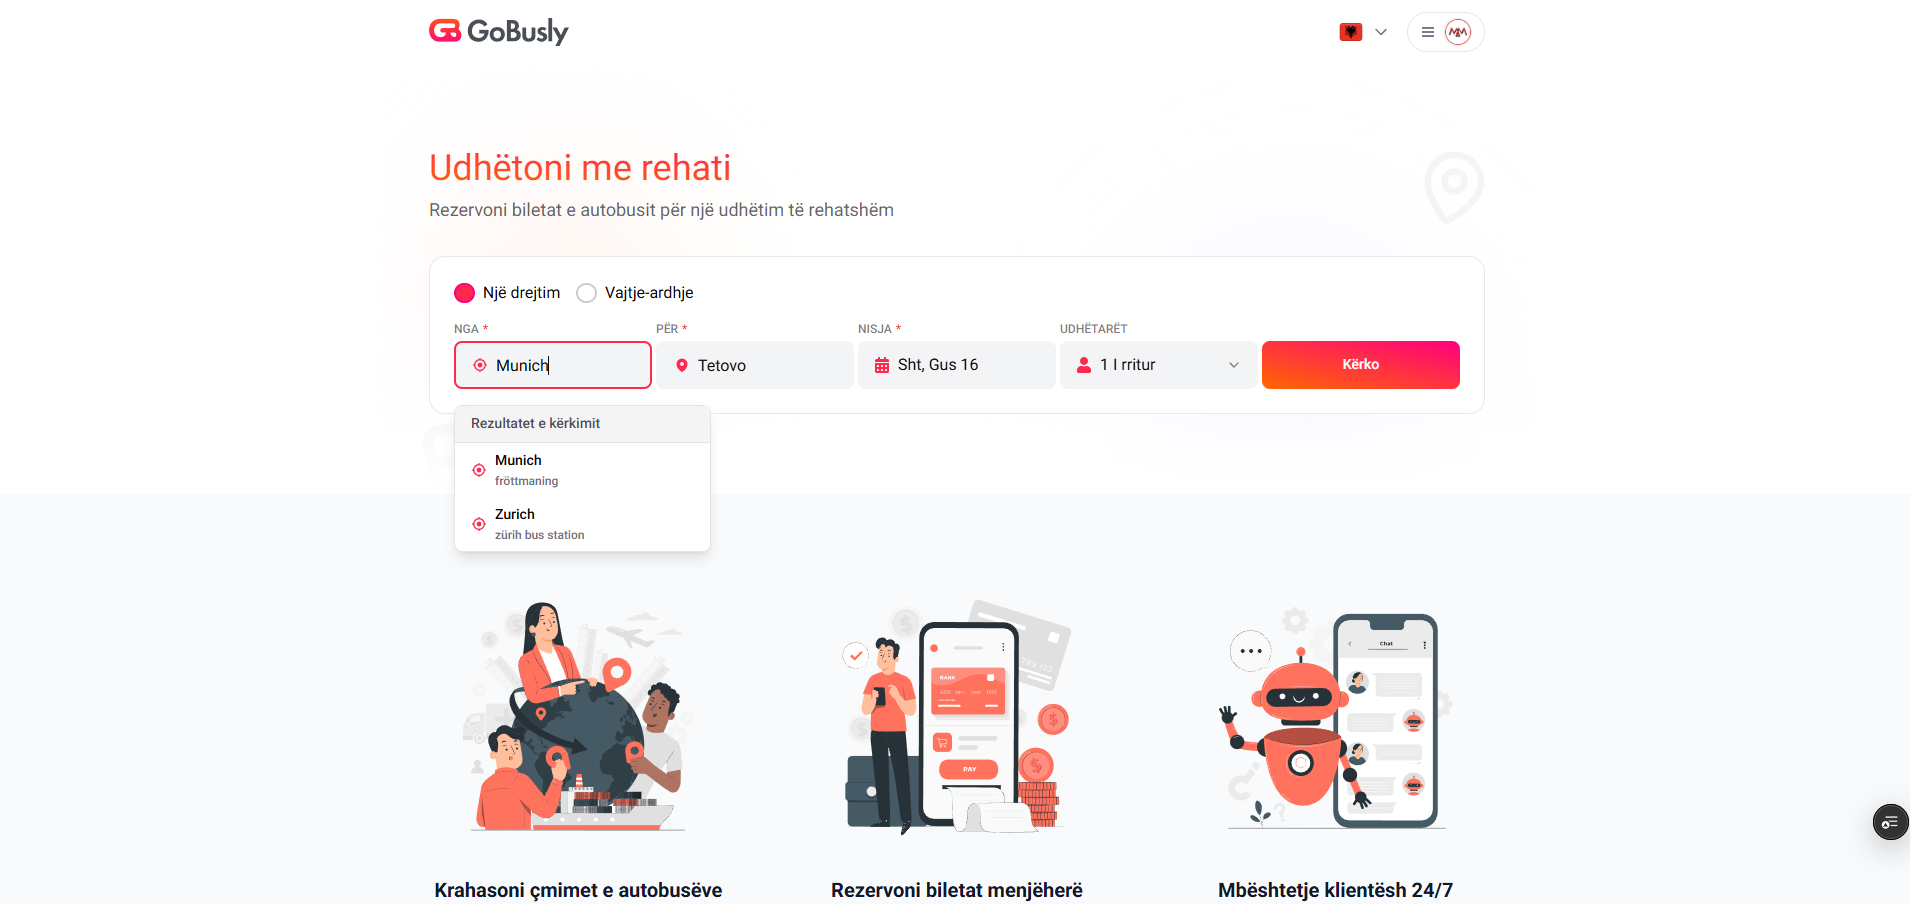 GoBusly
Udhëtoni me rehati
Rezervoni biletat e autobusit për një udhëtim të rehatshëm
Një drejtim
Vajtje-ardhje
NGA *
PËR *
NISJA *
UDHËTARËT
Munich
Tetovo
Sht, Gus 16
1 I rritur
Kërko
Rezultatet e kërkimit
Munich
fröttmaning
Zurich
zürih bus station
BANK
PAY
Chat
Krahasoni çmimet e autobusëve
Rezervoni biletat menjëherë
Mbështetje klientësh 24/7